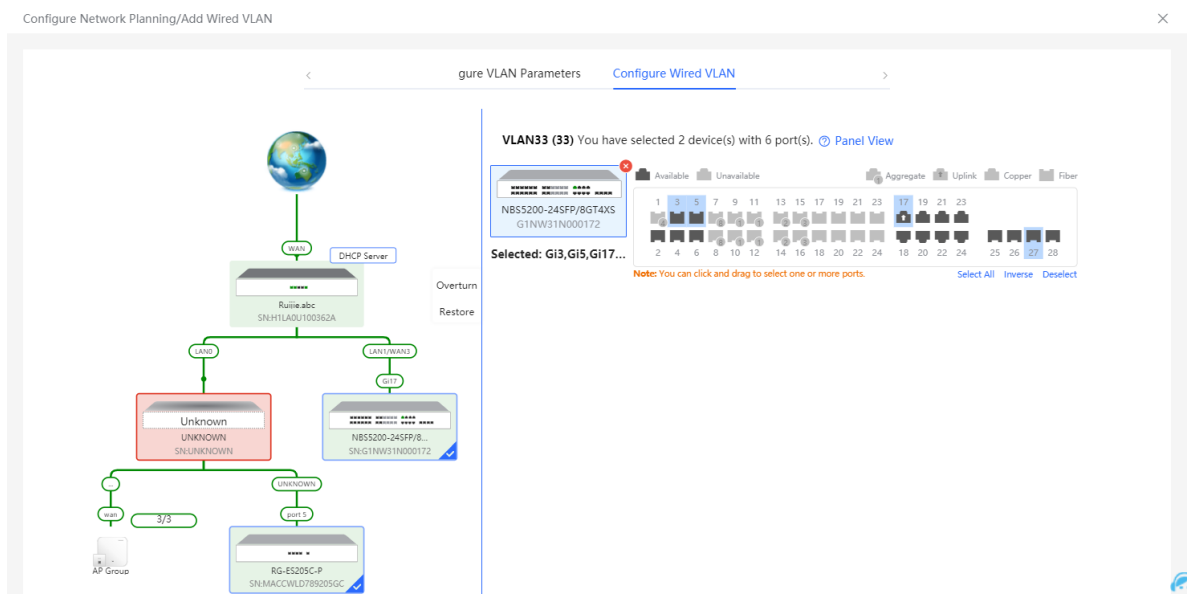 Configure Network Planning/Add Wired VLAN
gure VLAN Parameters Configure Wired VLAN
VLAN33 (33) You have selected 2 device(s) with 6 port(s). Panel View
Available Unavailable Aggregate Uplink Copper Fiber
1 3 5 7 9 11 13 15 17 19 21 23 17 19 21 23
2 4 6 8 10 12 14 16 18 20 22 24 18 20 22 24 25 26 27 28
NBS5200-24SFP/8GT4XS
G1NW31N000172
Selected: Gi3,Gi5,Gi17...
Note: You can click and drag to select one or more ports.
Select All Inverse Deselect
WAN
DHCP Server
Overturn
Restore
Ruijie.abc
SN:H1LA0U100362A
LAN0
LAN1/WAN3
Gi17
Unknown
UNKNOWN
SN:UNKNOWN
NBS5200-24SFP/8...
SN:G1NW31N000172
...
UNKNOWN
wan
3/3
port 5
AP Group
RG-ES205C-P
SN:MACCWLD789205GC